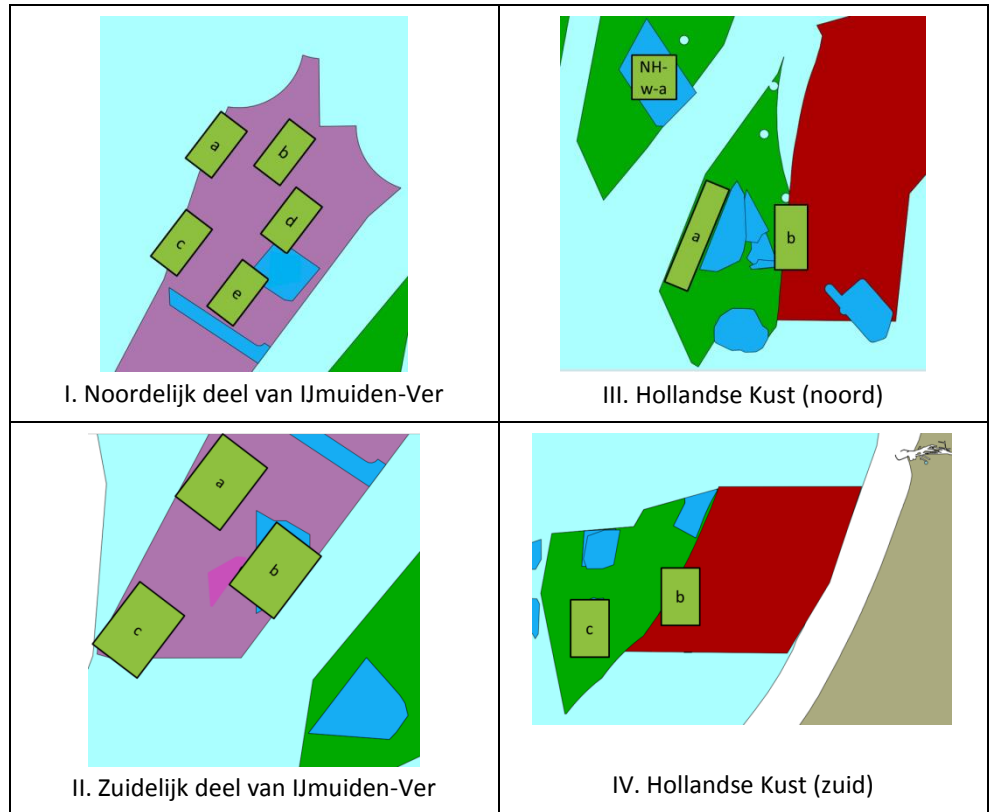 a
b
d
c
e
I. Noordelijk deel van IJmuiden-Ver
NH-
w-a
a
b
III. Hollandse Kust (noord)
a
b
c
II. Zuidelijk deel van IJmuiden-Ver
b
c
IV. Hollandse Kust (zuid)